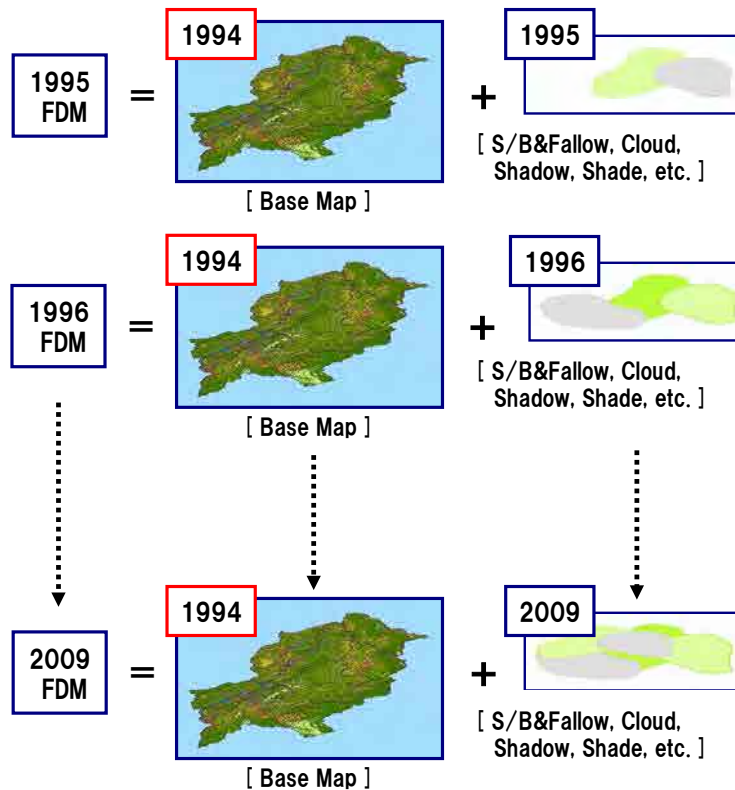 1994
1995
1995
FDM
=
+
[ S/B&Fallow, Cloud,
Shadow, Shade, etc. ]
[ Base Map ]
1994
1996
1996
FDM
=
+
[ S/B&Fallow, Cloud,
Shadow, Shade, etc. ]
[ Base Map ]
1994
2009
2009
FDM
=
+
[ S/B&Fallow, Cloud,
Shadow, Shade, etc. ]
[ Base Map ]